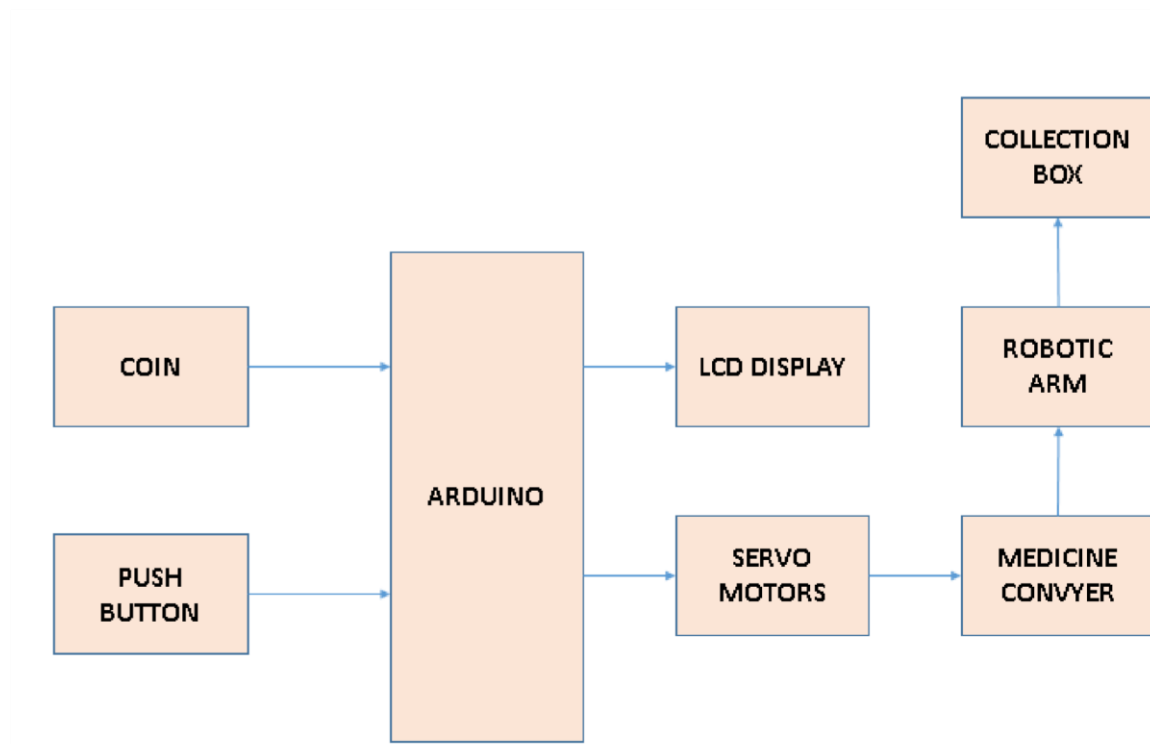 COLLECTION
BOX
COIN
LCD DISPLAY
ROBOTIC
ARM
ARDUINO
PUSH
BUTTON
SERVO
MOTORS
MEDICINE
CONVYER